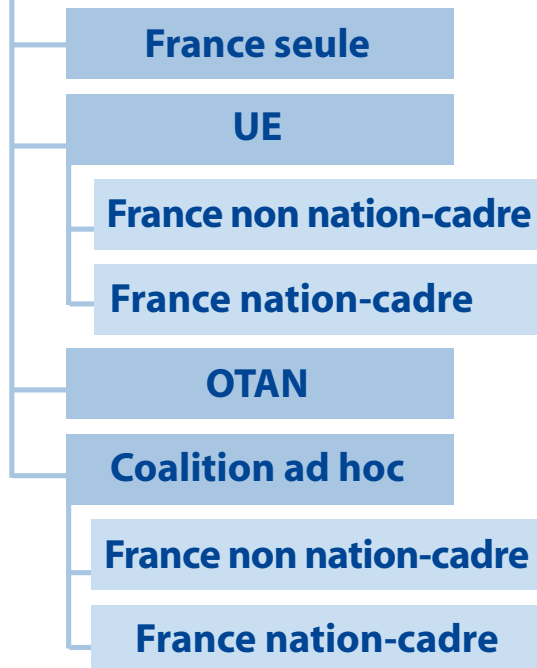 France seule
UE
France non nation-cadre
France nation-cadre
OTAN
Coalition ad hoc
France non nation-cadre
France nation-cadre